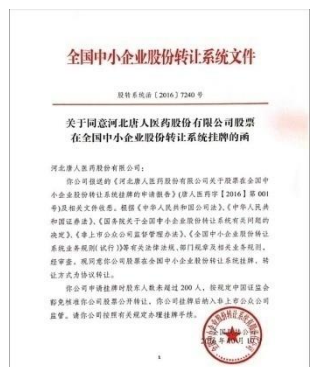 全国中小企业股份转让系统文件
股转系统函〔2016〕7240 号
关于同意河北唐人医药股份有限公司股票
在全国中小企业股份转让系统挂牌的函
河北唐人医药股份有限公司：
你公司报送的《河北唐人医药股份有限公司关于股票在全国中
小企业股份转让系统挂牌的申请报告》（唐人医药字【2016】第 001
号）及相关文件收悉。根据《中华人民共和国公司法》、《中华人
民共和国证券法》、《国务院关于全国中小企业股份转让系统有关问题的
决定》、《非上市公众公司监督管理办法》、《全国中小企业股份转让系
统业务规则（试行）》等有关法律法规、部门规章及相关业务规则，
经审查，现同意你公司股票在全国中小企业股份转让系统挂牌，转
让方式为协议转让。
你公司申请挂牌时股东人数未超过 200 人，按规定中国证监会
豁免核准你公司股票公开转让，你公司挂牌后纳入非上市公众公司
监管。请你公司按照有关规定办理挂牌手续。